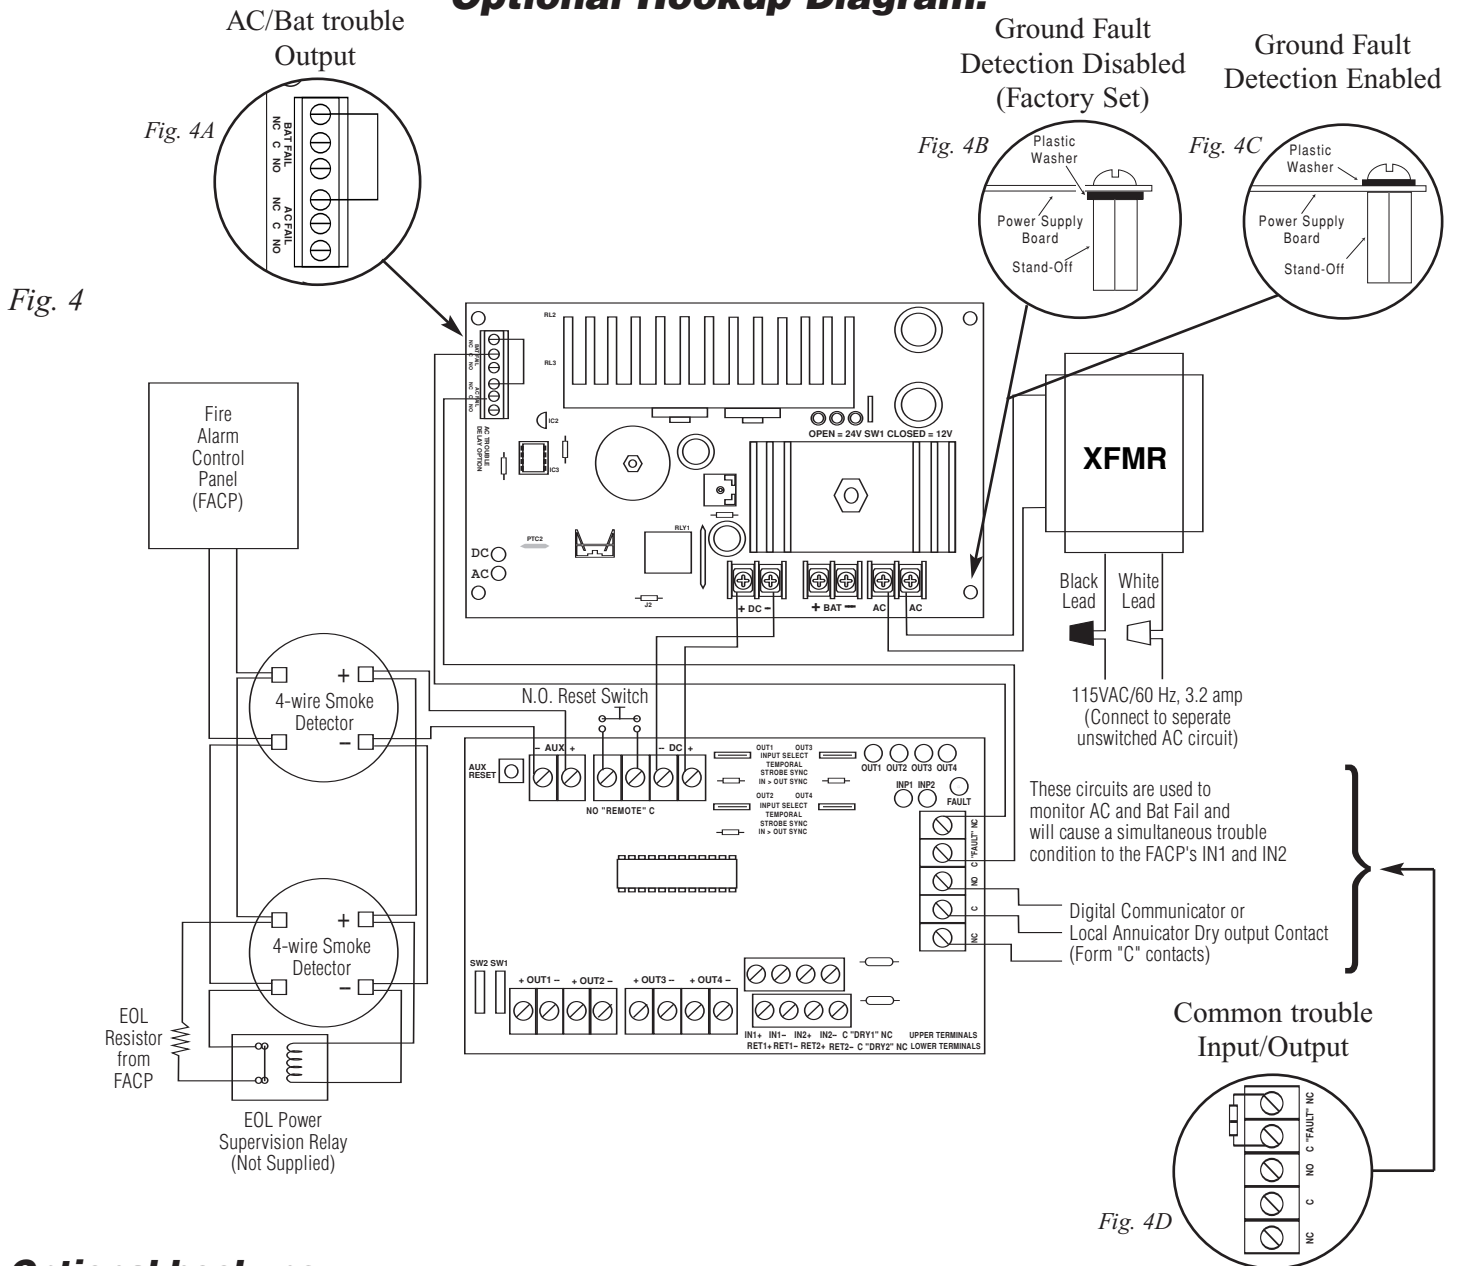 Optional Hookup Diagram:
AC/Bat trouble
Output
Fig. 4A
BAT FAIL
NC C NO
AC FAIL
NC C NO
Ground Fault
Detection Disabled
(Factory Set)
Fig. 4B
Plastic
Washer
Power Supply
Board
Stand-Off
Ground Fault
Detection Enabled
Fig. 4C
Plastic
Washer
Power Supply
Board
Stand-Off
Fig. 4
Fire
Alarm
Control
Panel
(FACP)
BAT FAIL
NC C NO
AC FAIL
NC C NO
AC TROUBLE
DELAY OPTION
RL2
RL3
IC2
IC3
OPEN = 24V SW1 CLOSED = 12V
PTC2
RLY1
DC
AC
J2
+ DC -
+ BAT —
AC AC
XFMR
Black
Lead
White
Lead
115VAC/60 Hz, 3.2 amp
(Connect to seperate
unswitched AC circuit)
4-wire Smoke
Detector
+
–
N.O. Reset Switch
– AUX +
– DC +
AUX
RESET
NO "REMOTE" C
OUT1 OUT3
INPUT SELECT
TEMPORAL
STROBE SYNC
IN > OUT SYNC
OUT2 OUT4
INPUT SELECT
TEMPORAL
STROBE SYNC
IN > OUT SYNC
OUT1 OUT2 OUT3 OUT4
INP1 INP2
FAULT
C "FAULT" NC
NO
C
NC
These circuits are used to
monitor AC and Bat Fail and
will cause a simultaneous trouble
condition to the FACP's IN1 and IN2
Digital Communicator or
Local Annuicator Dry output Contact
(Form "C" contacts)
4-wire Smoke
Detector
+
–
SW2 SW1
+ OUT1 – + OUT2 –
+ OUT3 – + OUT4 –
IN1+ IN1– IN2+ IN2– C "DRY1" NC UPPER TERMINALS
RET1+ RET1– RET2+ RET2– C "DRY2" NC LOWER TERMINALS
EOL
Resistor
from
FACP
EOL Power
Supervision Relay
(Not Supplied)
Common trouble
Input/Output
C "FAULT" NC
NO
C
NC
Fig. 4D
Optional hookups